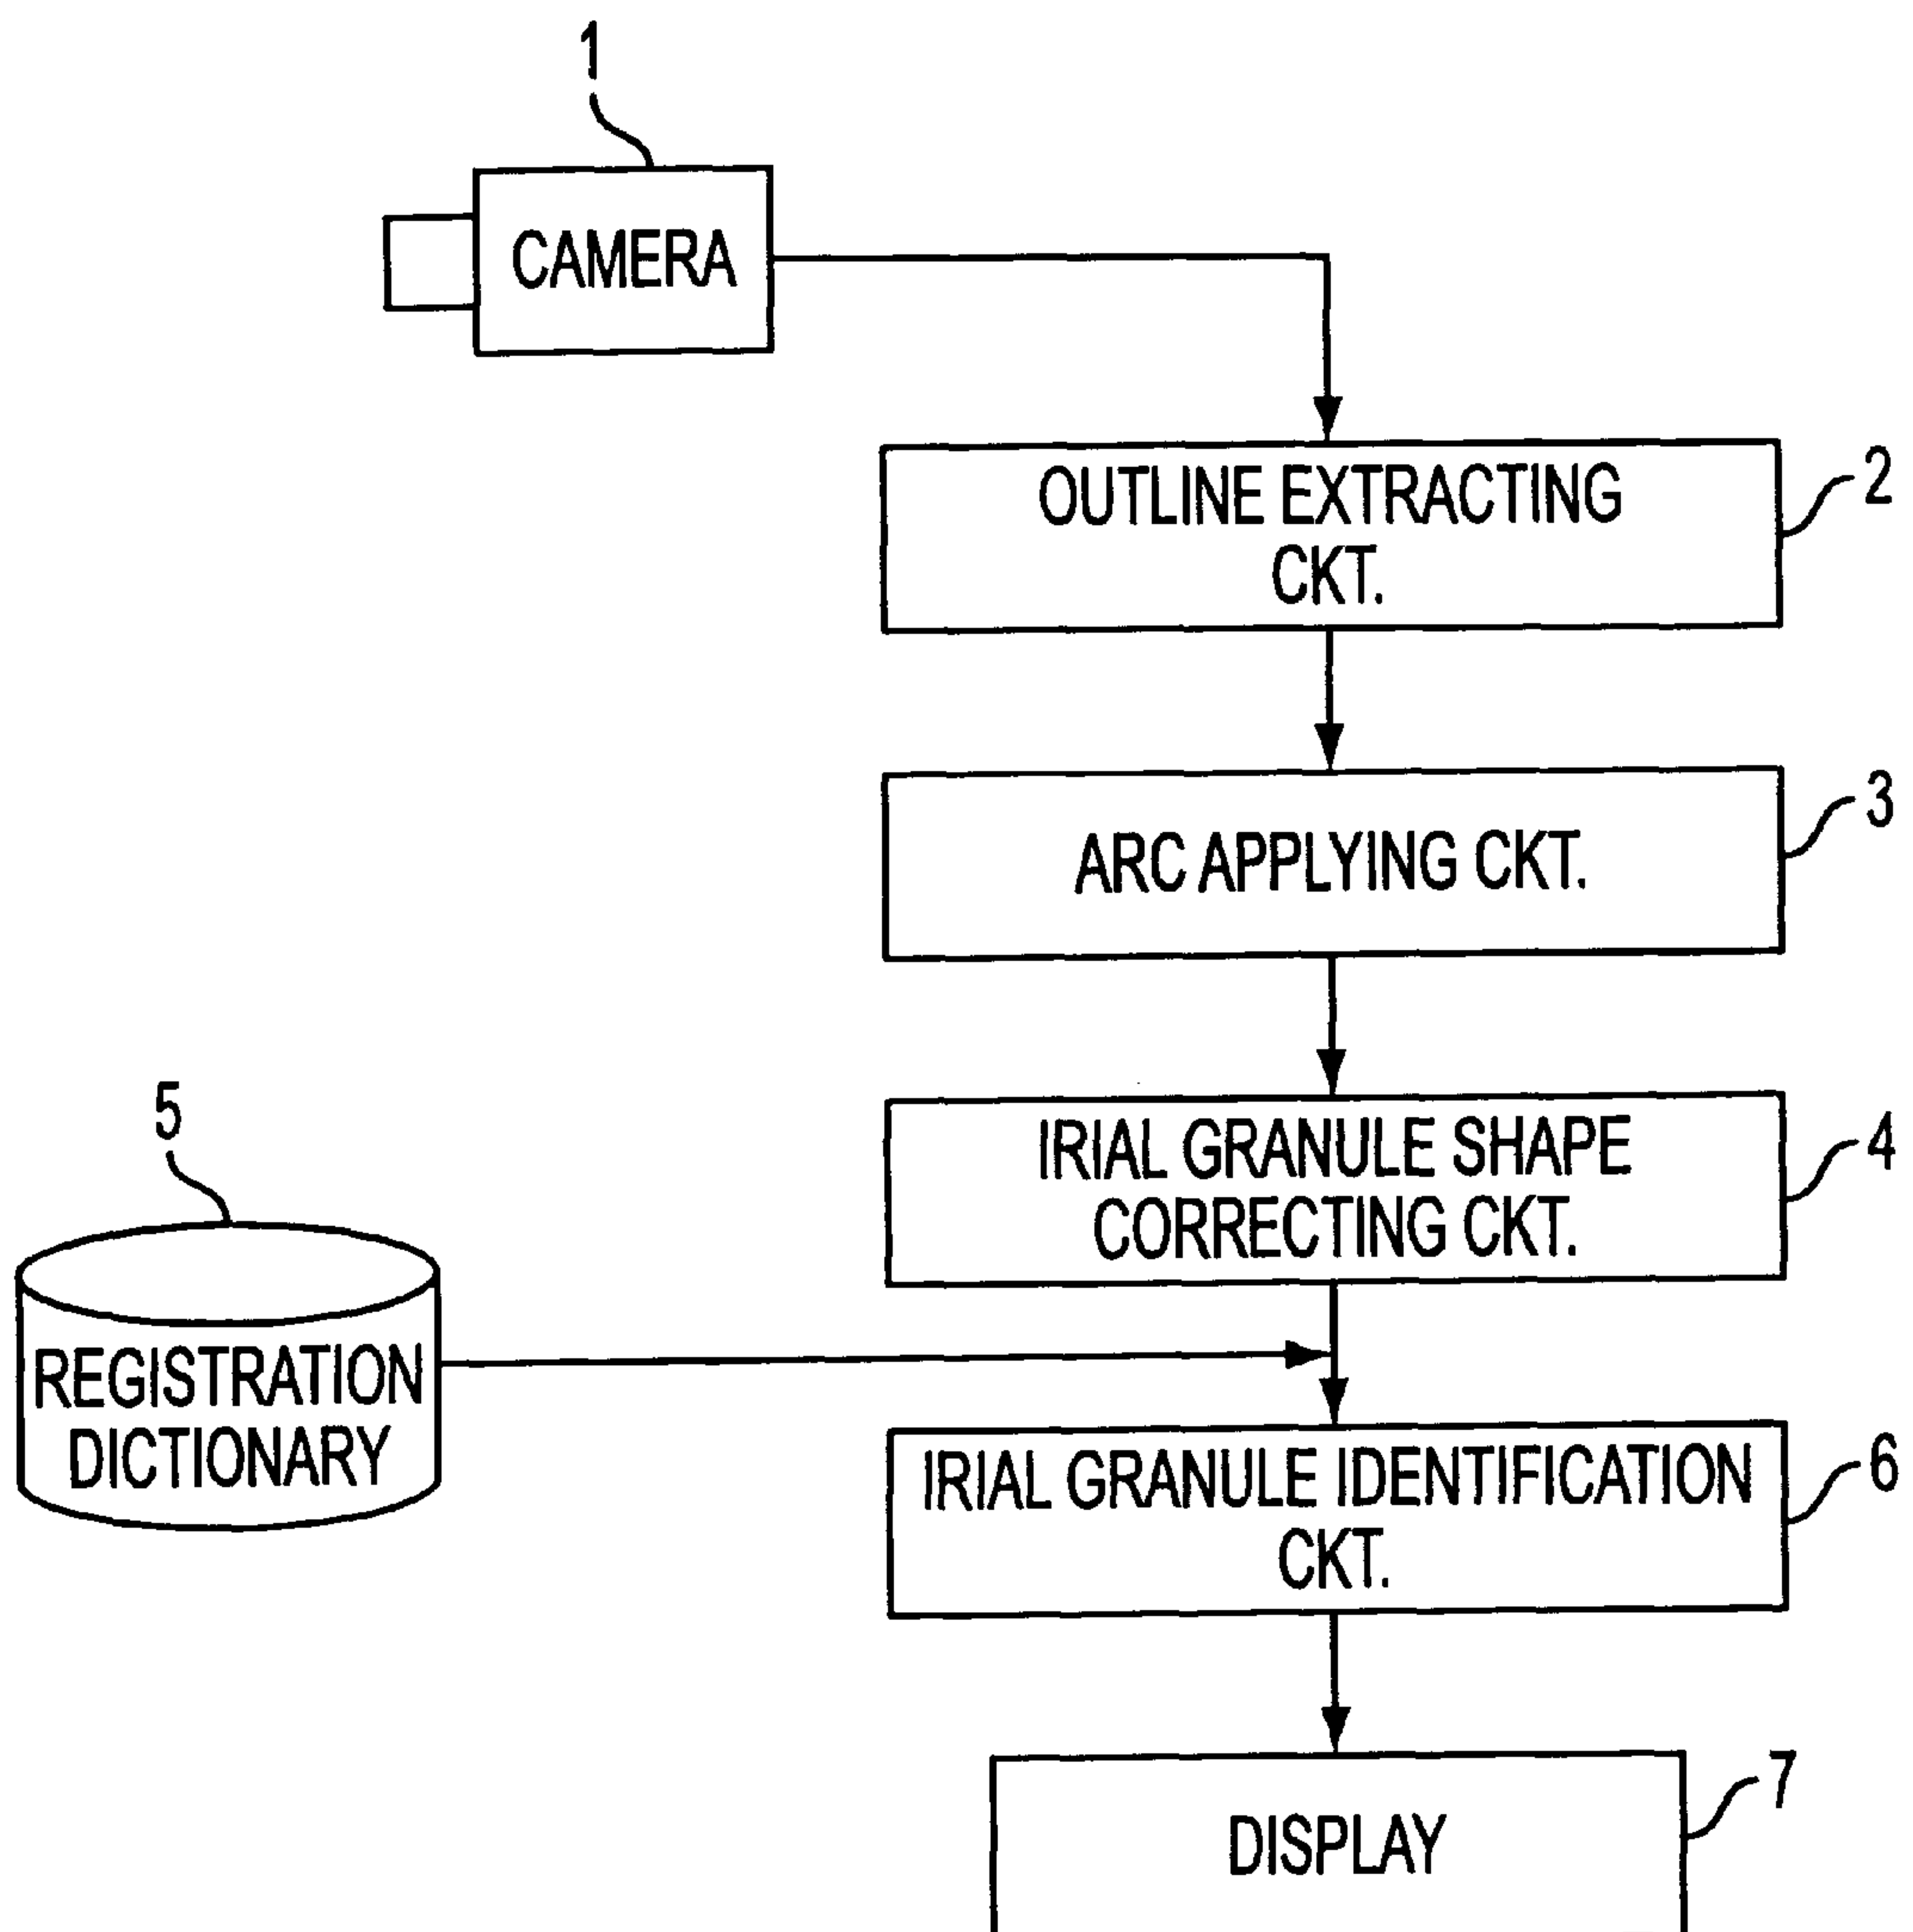 1
CAMERA
OUTLINE EXTRACTING
CKT.
2
ARC APPLYING CKT.
3
IRIAL GRANULE SHAPE
CORRECTING CKT.
4
5
REGISTRATION
DICTIONARY
IRIAL GRANULE IDENTIFICATION
CKT.
6
DISPLAY
7